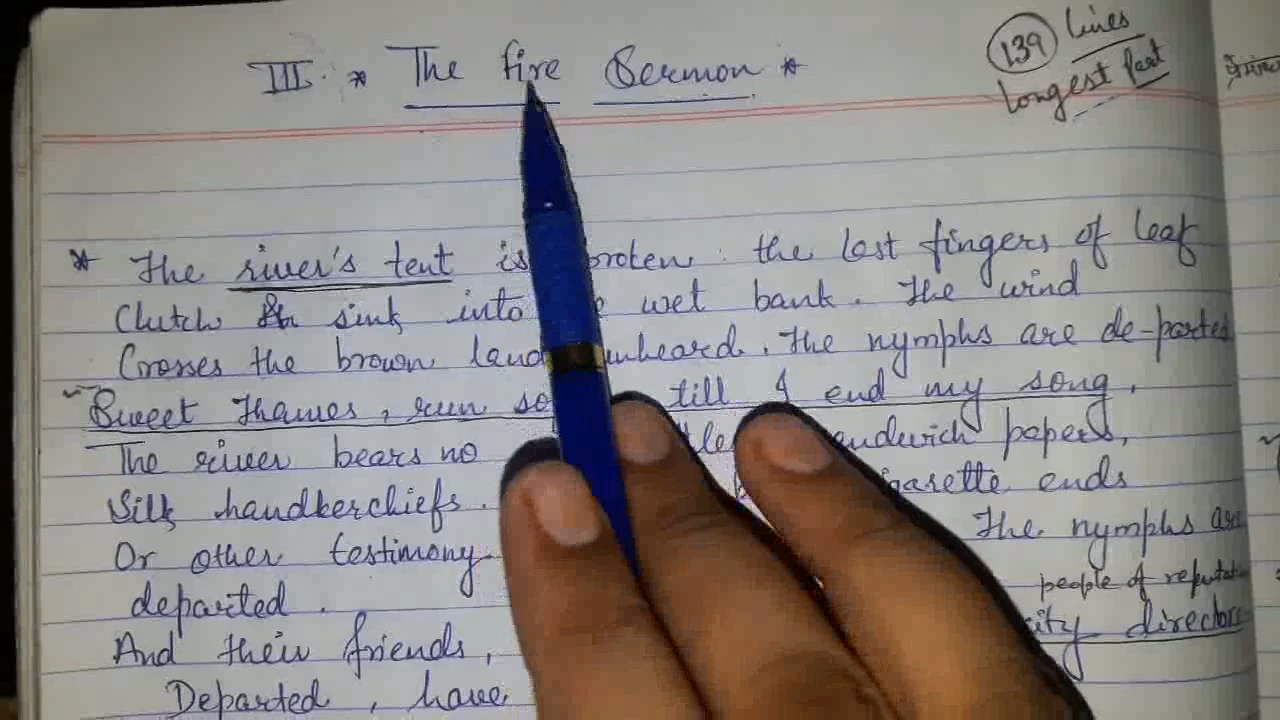 III. * The fire Sermon *
139 lines
longest Part
* The river's tent is broken: the last fingers of leaf
Clutch & sink into wet bank. The wind
Crosses the brown land unheard. The nymphs are de-parted
Sweet Thames, run till I end my song.
The river bears no sandwich papers,
Silk handkerchiefs. cigarette ends
Or other testimony The nymphs are
departed. people of reputation
And their friends, city directors
Departed, have